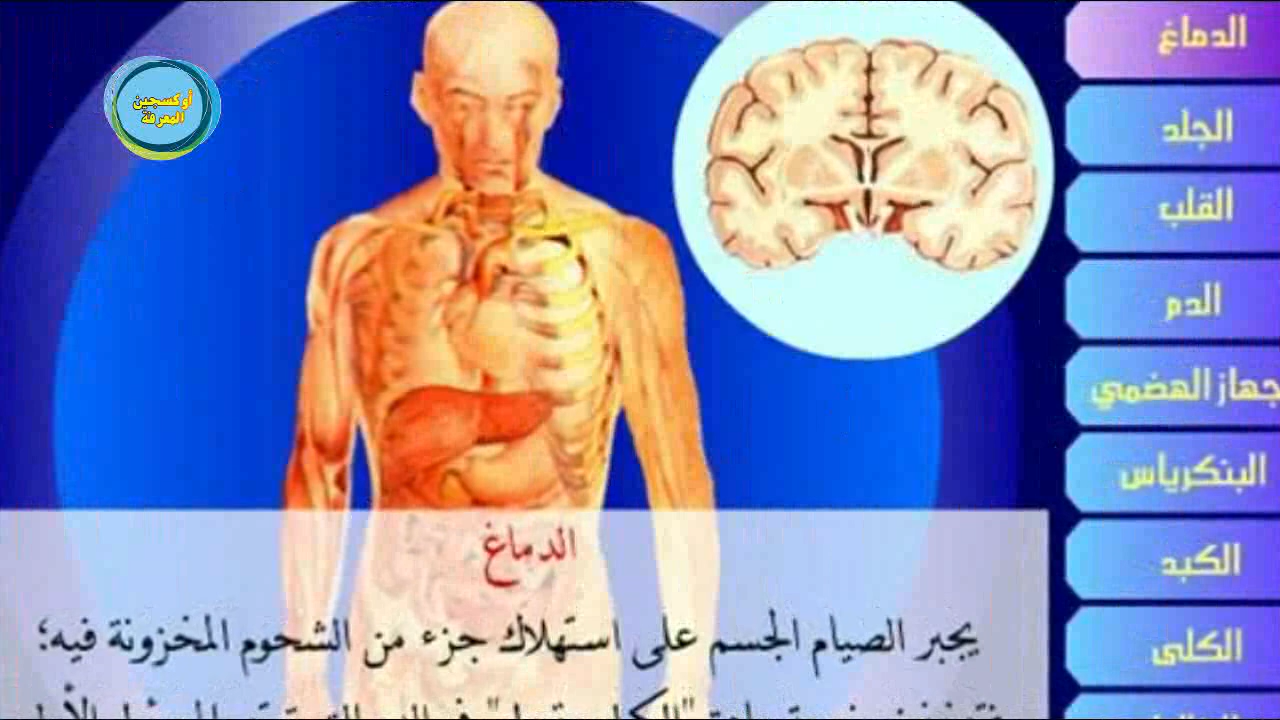 أوكسجين
المعرفة
الدماغ
الجلد
القلب
الدم
جهاز الهضمي
البنكرياس
الكبد
الكلى
الدماغ
يجبر الصيام الجسم على استهلاك جزء من الشحوم المخزونة فيه؛